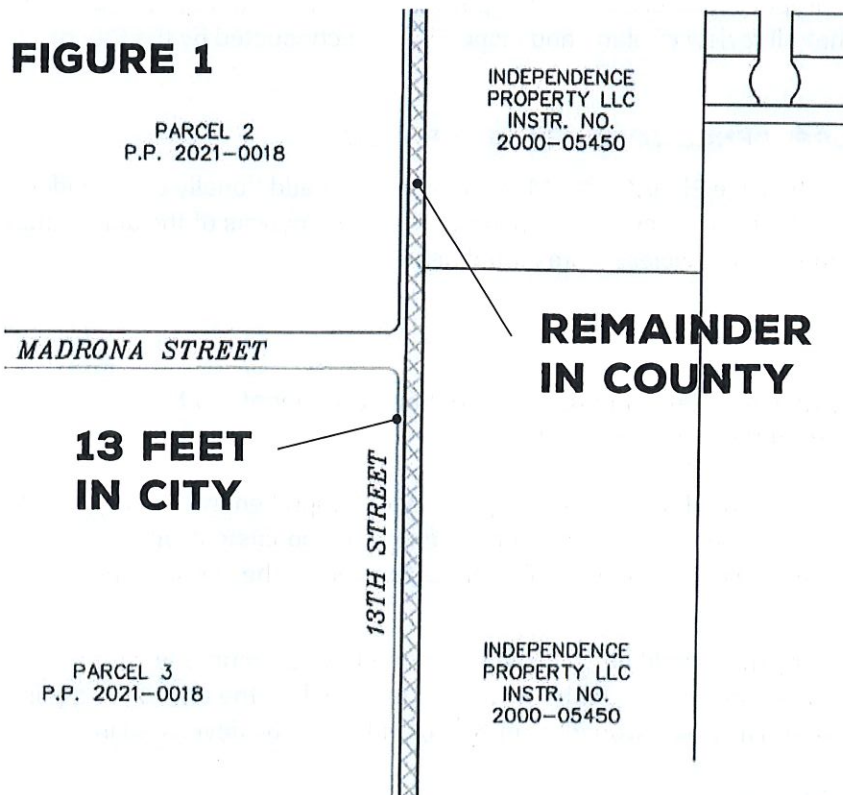 FIGURE 1
PARCEL 2
P.P. 2021-0018
INDEPENDENCE
PROPERTY LLC
INSTR. NO.
2000-05450
MADRONA STREET
REMAINDER
IN COUNTY
13 FEET
IN CITY
13TH STREET
PARCEL 3
P.P. 2021-0018
INDEPENDENCE
PROPERTY LLC
INSTR. NO.
2000-05450